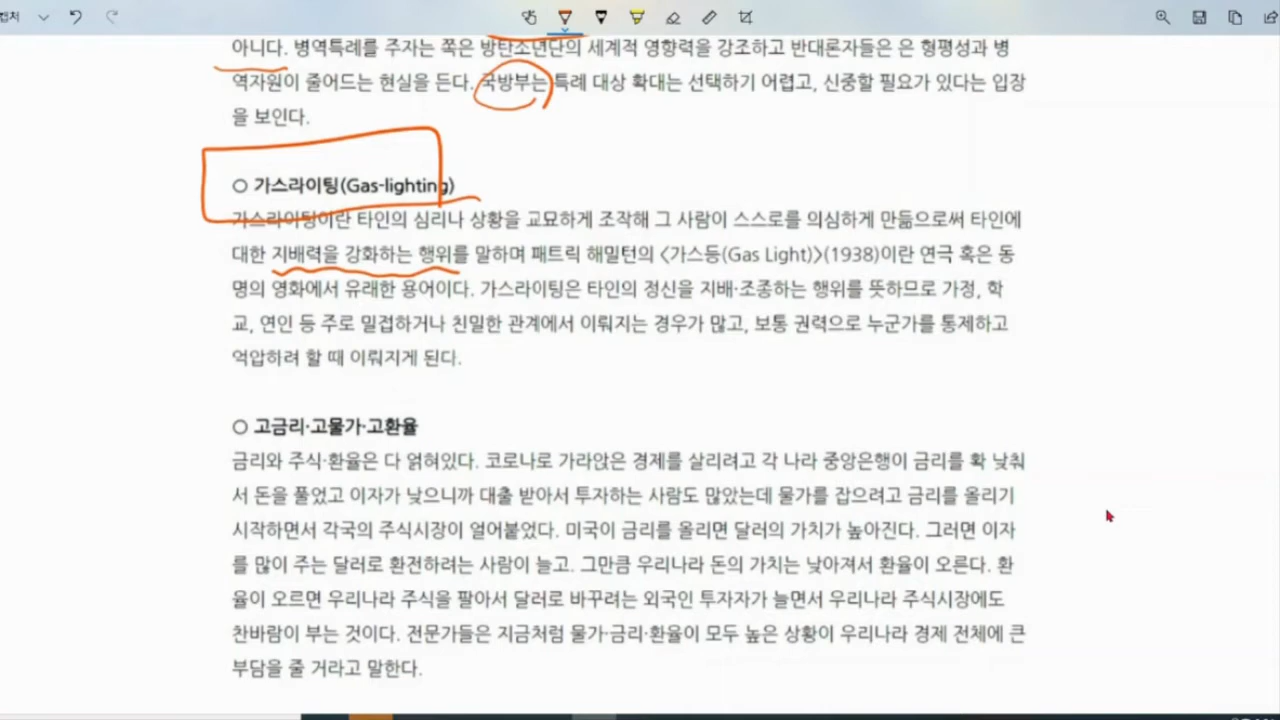 캡처
아니다. 병역특례를 주자는 쪽은 방탄소년단의 세계적 영향력을 강조하고 반대론자들은 은 형평성과 병
역자원이 줄어드는 현실을 든다. 국방부는 특례 대상 확대는 선택하기 어렵고, 신중할 필요가 있다는 입장
을 보인다.
○ 가스라이팅(Gas-lighting)
가스라이팅이란 타인의 심리나 상황을 교묘하게 조작해 그 사람이 스스로를 의심하게 만듦으로써 타인에
대한 지배력을 강화하는 행위를 말하며 패트릭 해밀턴의 <가스등(Gas Light)>(1938)이란 연극 혹은 동
명의 영화에서 유래한 용어이다. 가스라이팅은 타인의 정신을 지배·조종하는 행위를 뜻하므로 가정, 학
교, 연인 등 주로 밀접하거나 친밀한 관계에서 이뤄지는 경우가 많고, 보통 권력으로 누군가를 통제하고
억압하려 할 때 이뤄지게 된다.
○ 고금리·고물가·고환율
금리와 주식·환율은 다 얽혀있다. 코로나로 가라앉은 경제를 살리려고 각 나라 중앙은행이 금리를 확 낮춰
서 돈을 풀었고 이자가 낮으니까 대출 받아서 투자하는 사람도 많았는데 물가를 잡으려고 금리를 올리기
시작하면서 각국의 주식시장이 얼어붙었다. 미국이 금리를 올리면 달러의 가치가 높아진다. 그러면 이자
를 많이 주는 달러로 환전하려는 사람이 늘고. 그만큼 우리나라 돈의 가치는 낮아져서 환율이 오른다. 환
율이 오르면 우리나라 주식을 팔아서 달러로 바꾸려는 외국인 투자자가 늘면서 우리나라 주식시장에도
찬바람이 부는 것이다. 전문가들은 지금처럼 물가·금리·환율이 모두 높은 상황이 우리나라 경제 전체에 큰
부담을 줄 거라고 말한다.